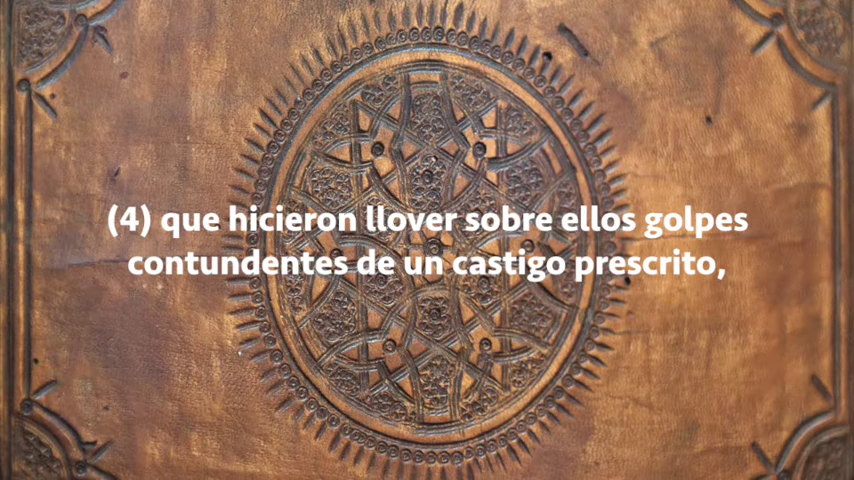 (4) que hicieron llover sobre ellos golpes
contundentes de un castigo prescrito,